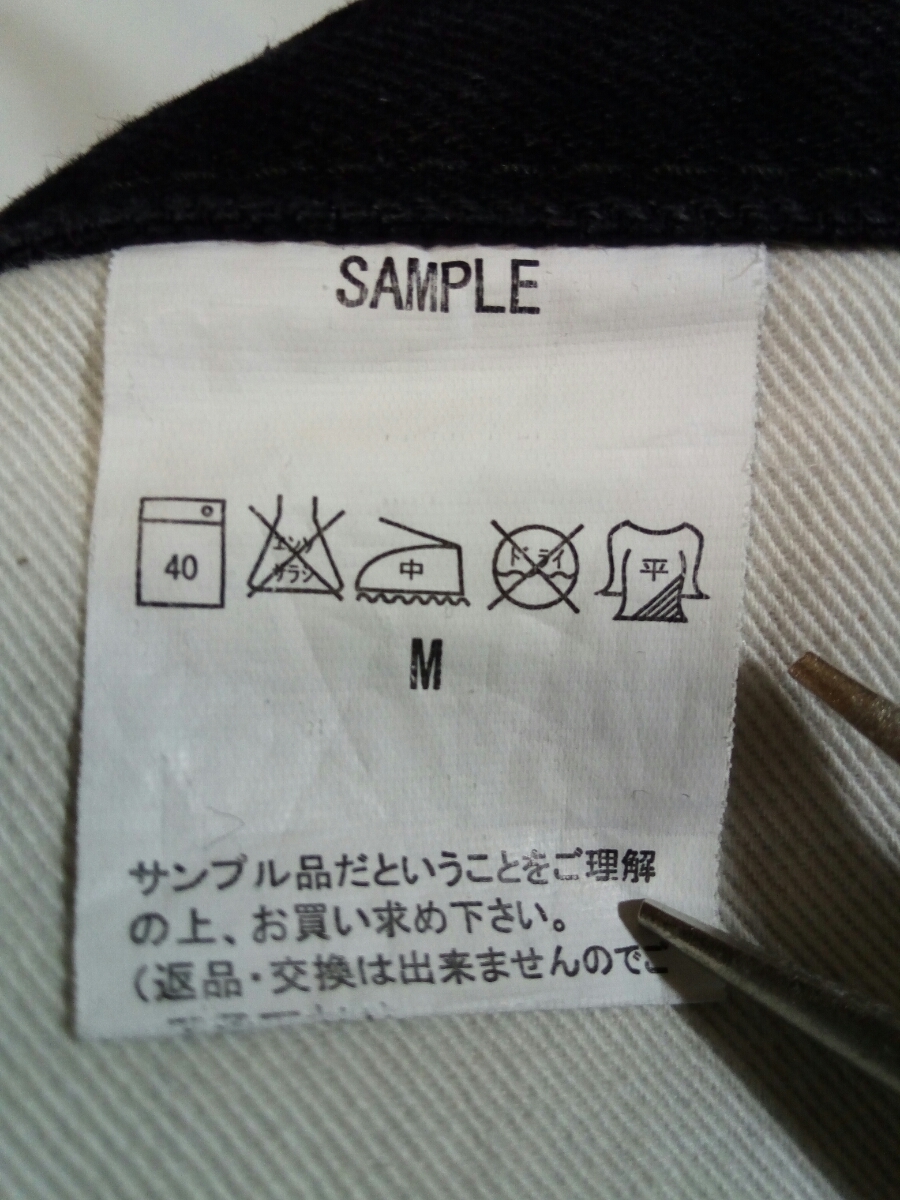 SAMPLE
40 エンソ サラシ 中 ドライ 平
M
サンプル品だということをご理解
の上、お買い求め下さい。
（返品・交換は出来ませんのでご